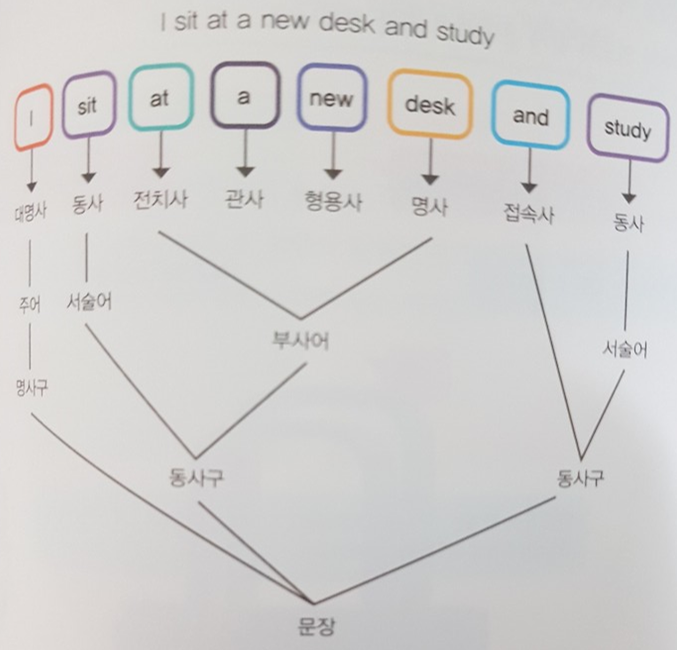 I sit at a new desk and study
I sit at a new desk and study
대명사 동사 전치사 관사 형용사 명사 접속사 동사
주어 서술어 부사어 서술어
명사구
동사구 동사구
문장